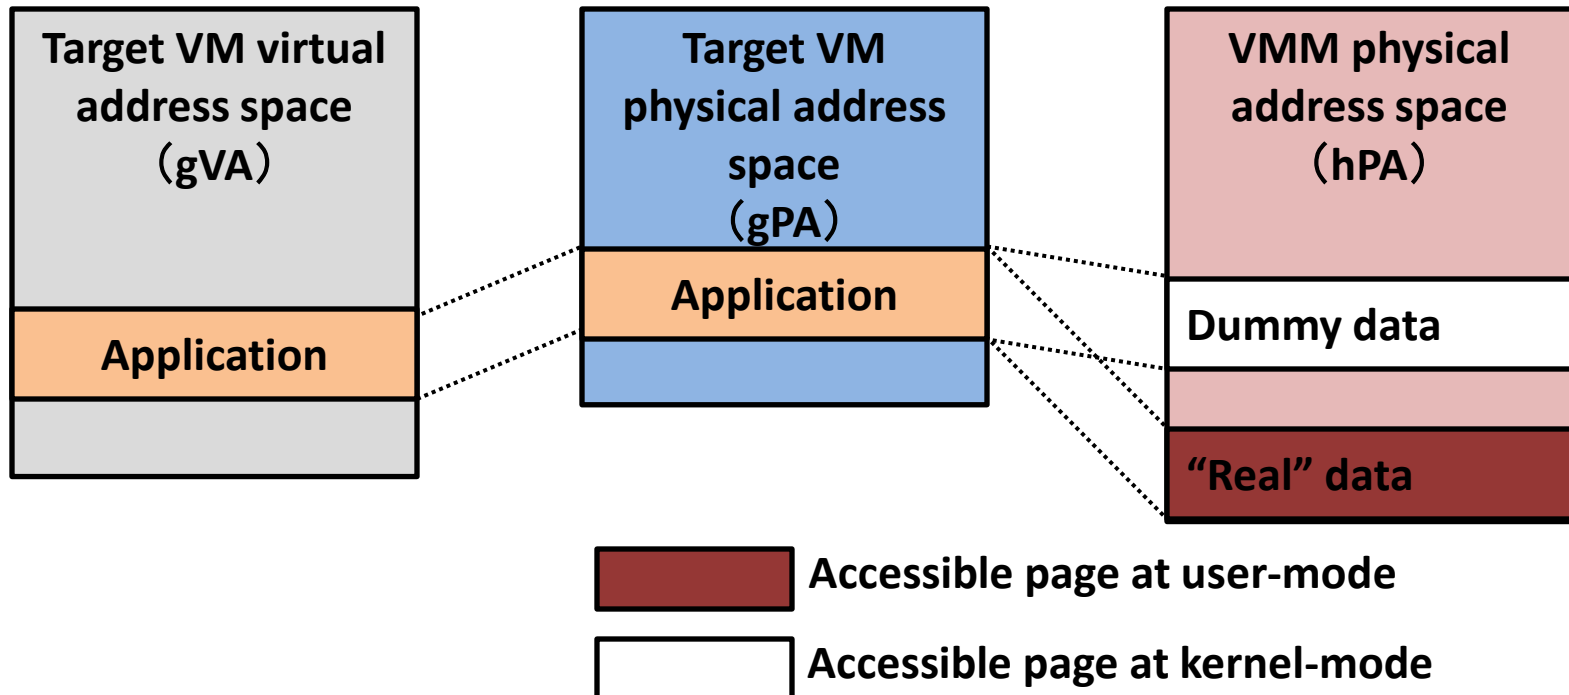 Target VM virtual
address space
（gVA）
Application
Target VM
physical address
space
（gPA）
Application
VMM physical
address space
（hPA）
Dummy data
“Real” data
Accessible page at user-mode
Accessible page at kernel-mode